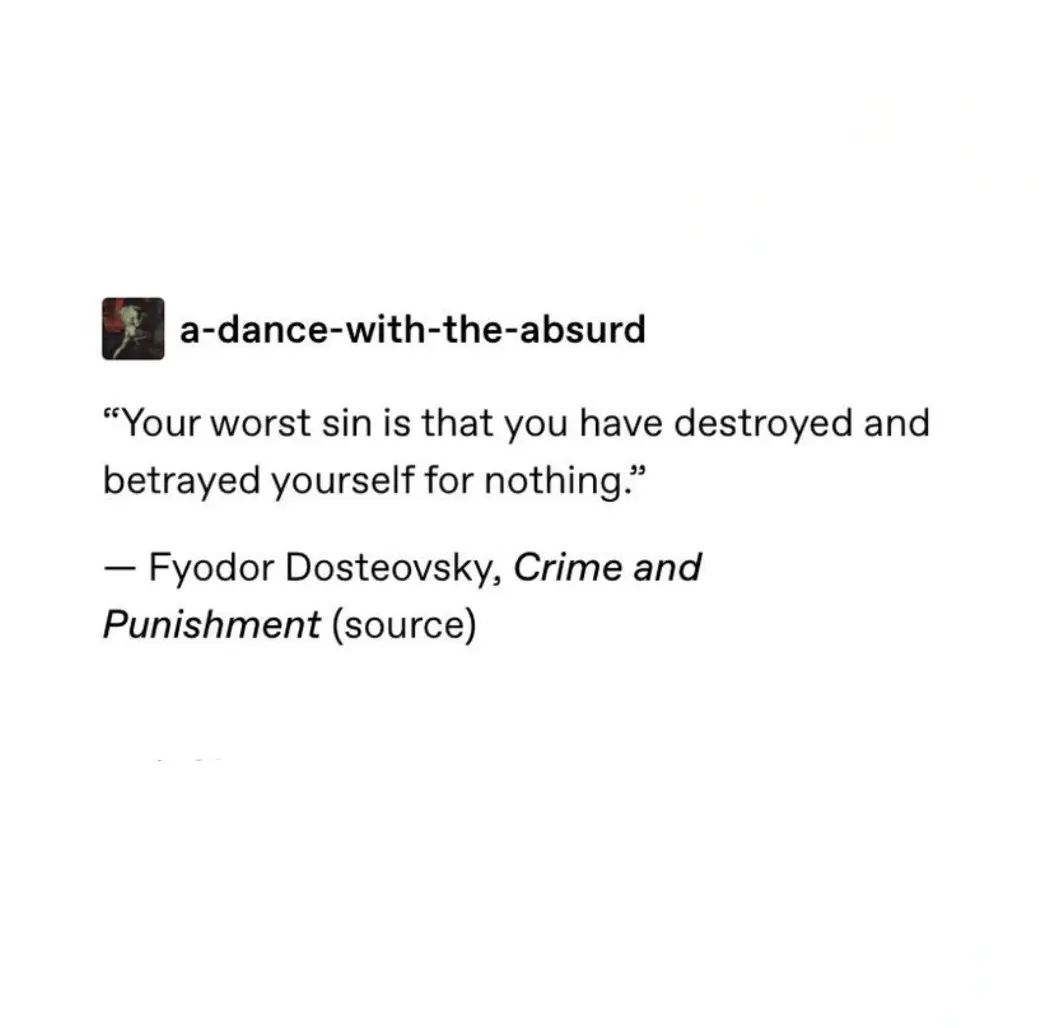 a-dance-with-the-absurd
“Your worst sin is that you have destroyed and
betrayed yourself for nothing.”
— Fyodor Dosteovsky, Crime and
Punishment (source)